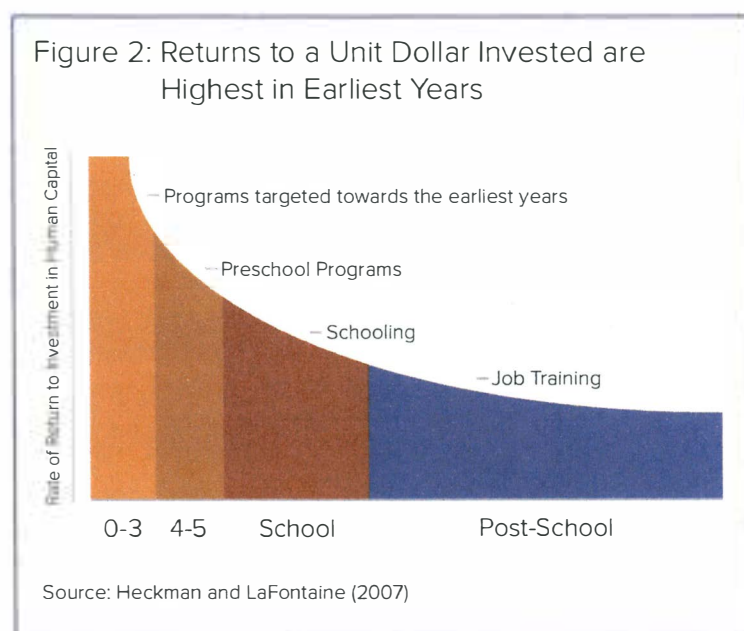 Figure 2: Returns to a Unit Dollar Invested are
Highest in Earliest Years
Rate of Return to Investment in Human Capital
Programs targeted towards the earliest years
Preschool Programs
Schooling
Job Training
0-3 4-5 School Post-School
Source: Heckman and LaFontaine (2007)